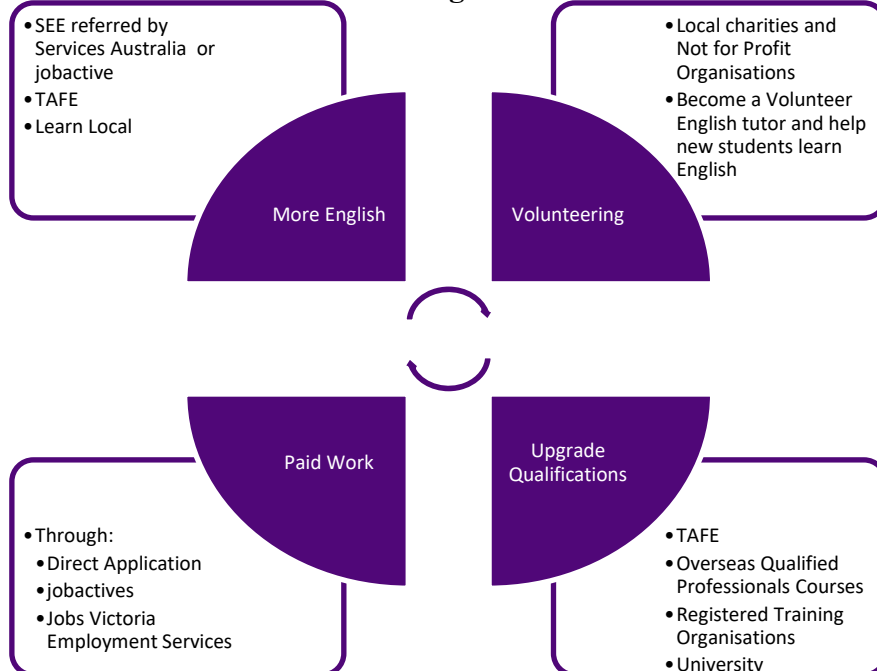 • SEE referred by
Services Australia or
jobactive
• TAFE
• Learn Local
More English
• Local charities and
Not for Profit
Organisations
• Become a Volunteer
English tutor and help
new students learn
English
Volunteering
Paid Work
• Through:
• Direct Application
• jobactives
• Jobs Victoria
Employment Services
Upgrade
Qualifications
• TAFE
• Overseas Qualified
Professionals Courses
• Registered Training
Organisations
• University